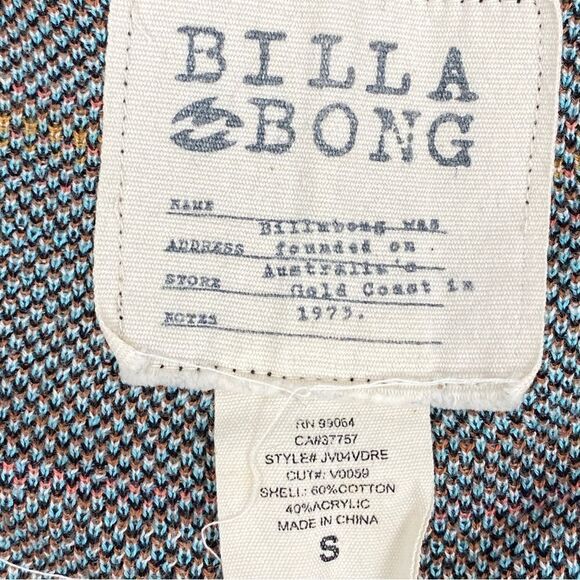 BILLA
BONG
NAME
Billabong was
ADDRESS founded on
Australia's
STORE
Gold Coast in
NOTES 1973.
RN 99064
CA#37757
STYLE# JV04VDRE
CUT#: V0059
SHELL: 60%COTTON
40%ACRYLIC
MADE IN CHINA
S